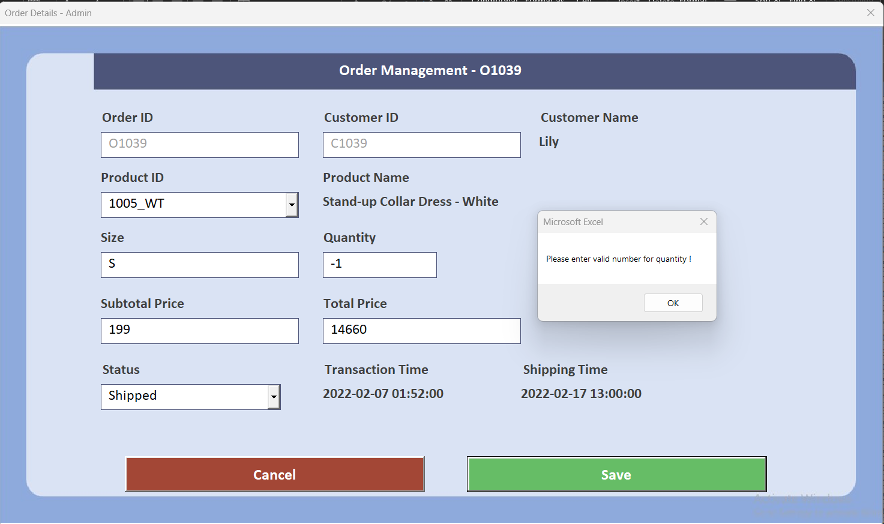 Order Details - Admin
Order Management - O1039
Order ID
Customer ID
Customer Name
O1039
C1039
Lily
Product ID
Product Name
1005_WT
Stand-up Collar Dress - White
Microsoft Excel
Please enter valid number for quantity !
OK
Size
Quantity
S
-1
Subtotal Price
Total Price
199
14660
Status
Transaction Time
Shipping Time
Shipped
2022-02-07 01:52:00
2022-02-17 13:00:00
Cancel
Save